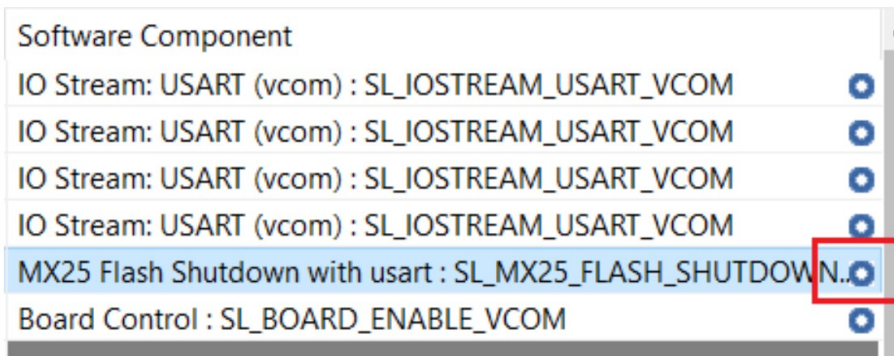 Software Component
IO Stream: USART (vcom) : SL_IOSTREAM_USART_VCOM
IO Stream: USART (vcom) : SL_IOSTREAM_USART_VCOM
IO Stream: USART (vcom) : SL_IOSTREAM_USART_VCOM
IO Stream: USART (vcom) : SL_IOSTREAM_USART_VCOM
MX25 Flash Shutdown with usart : SL_MX25_FLASH_SHUTDOWN..
Board Control : SL_BOARD_ENABLE_VCOM